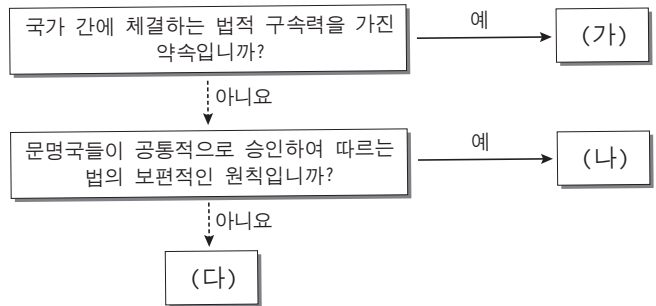 국가 간에 체결하는 법적 구속력을 가진
약속입니까?
예
(가)
아니요
문명국들이 공통적으로 승인하여 따르는
법의 보편적인 원칙입니까?
예
(나)
아니요
(다)